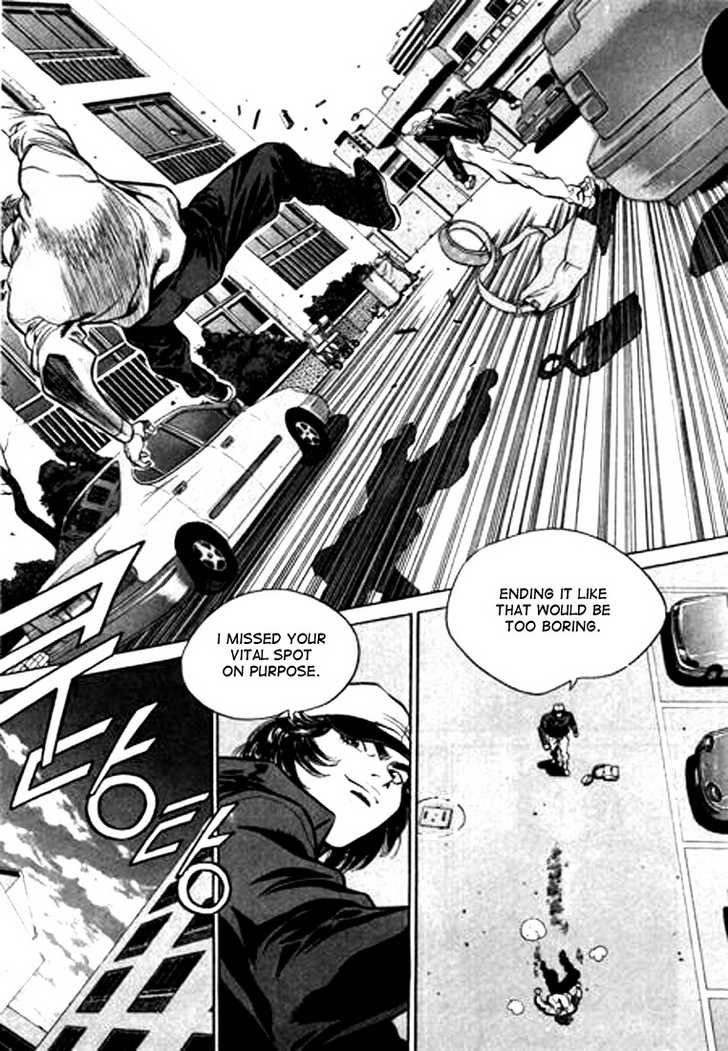 I MISSED YOUR
VITAL SPOT
ON PURPOSE.
ENDING IT LIKE
THAT WOULD BE
TOO BORING.